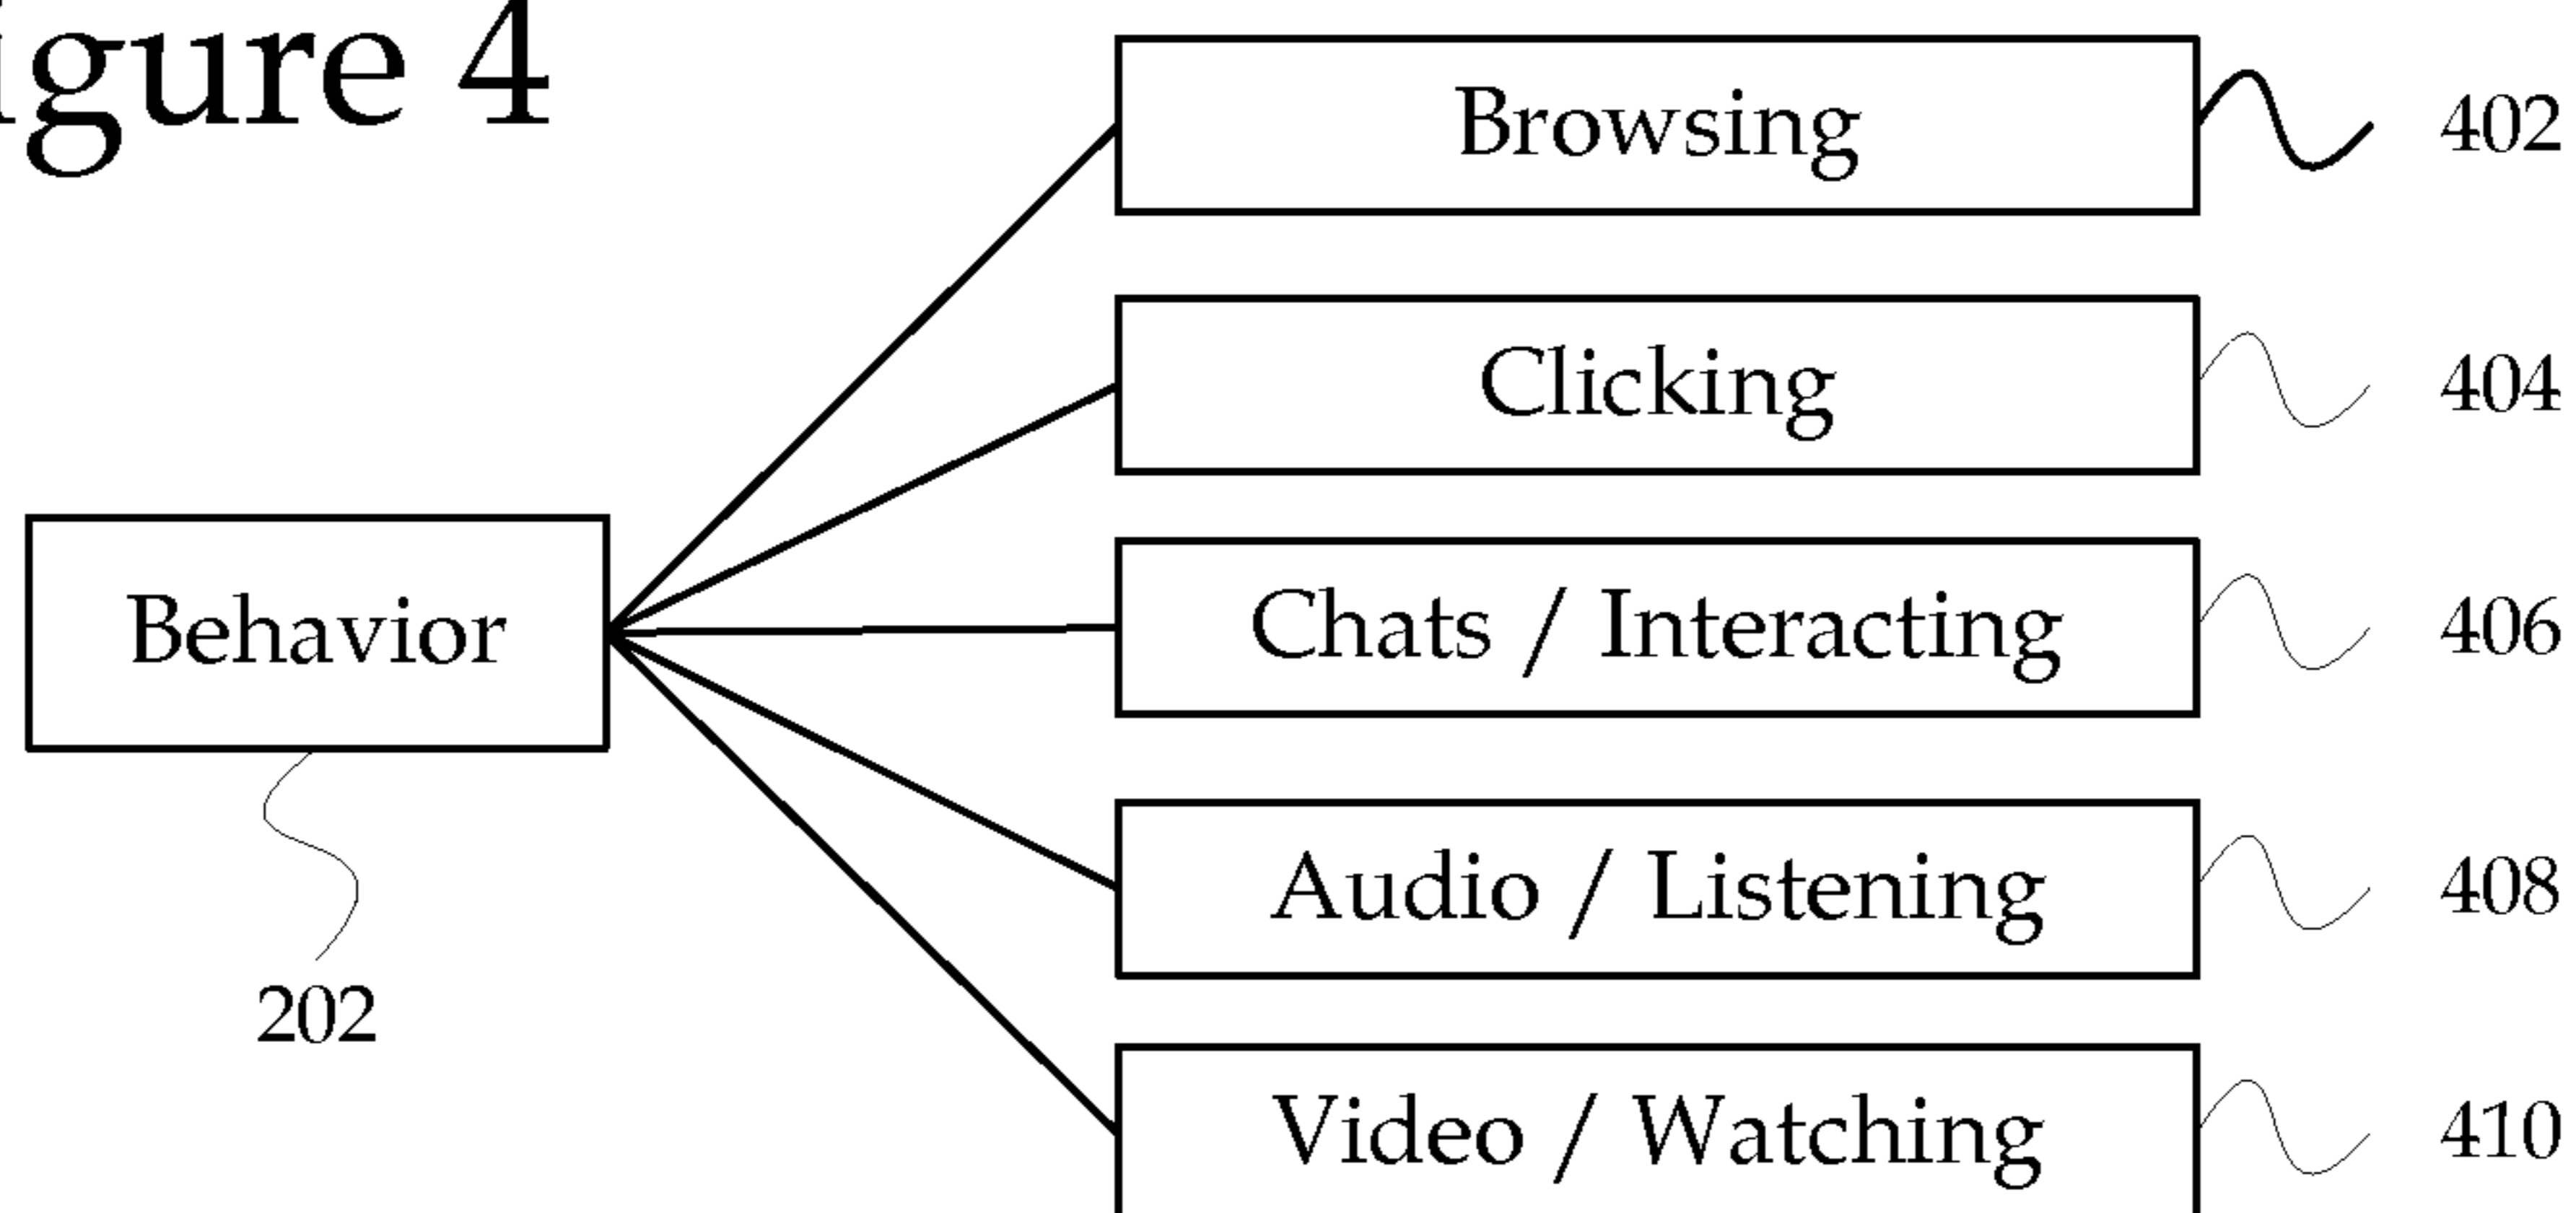 igure 4
Browsing
402
Clicking
404
Behavior
Chats / Interacting
406
Audio / Listening
408
202
Video / Watching
410